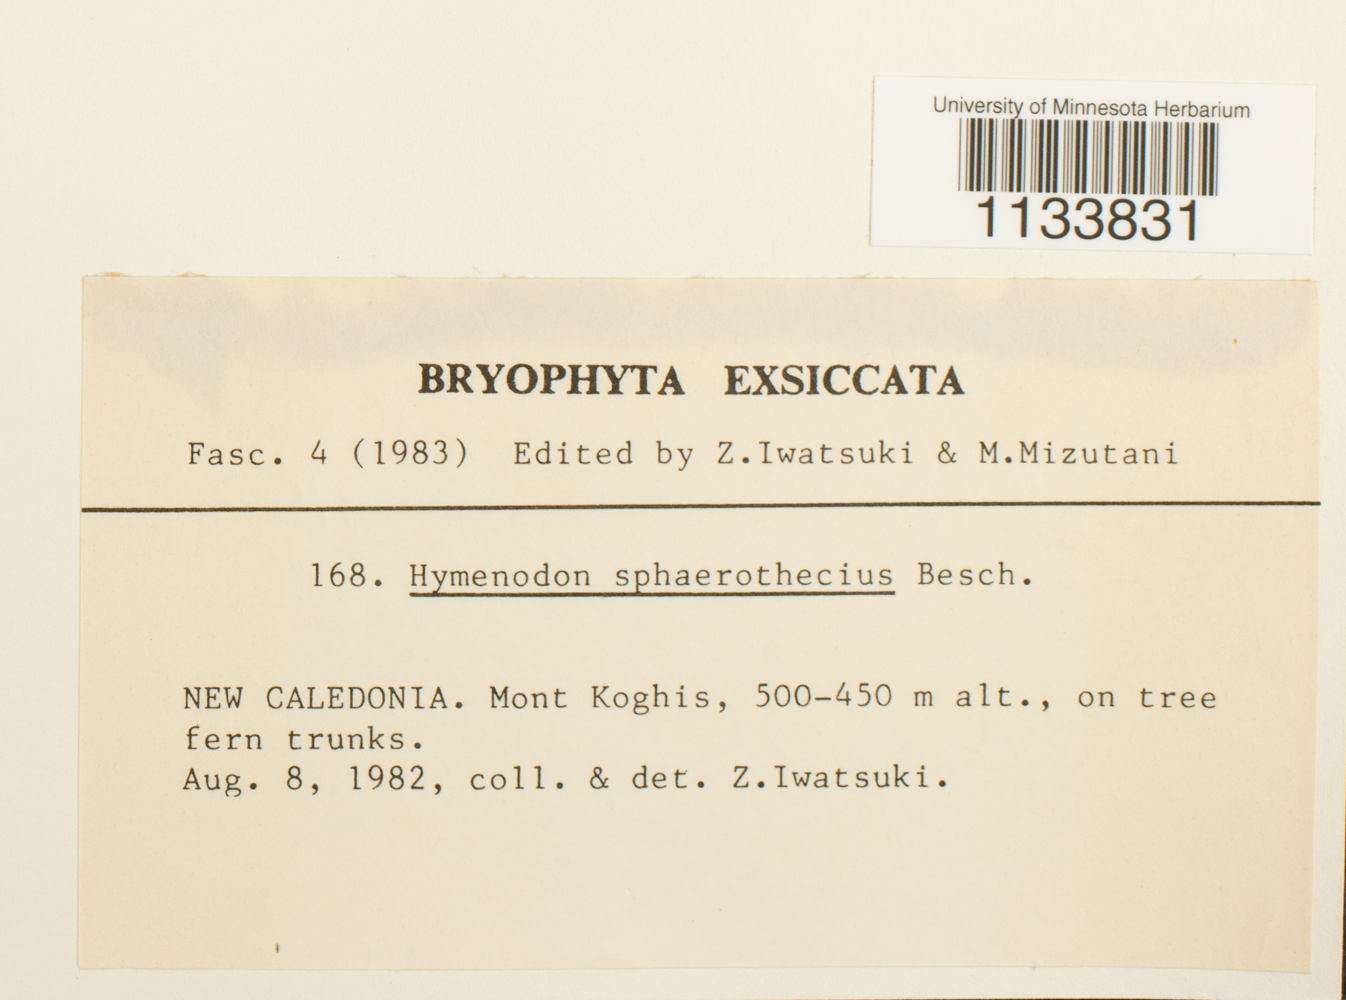 University of Minnesota Herbarium
1133831
BRYOPHYTA EXSICCATA
Fasc. 4 (1983) Edited by Z.Iwatsuki & M.Mizutani
168. Hymenodon sphaerothecius Besch.
NEW CALEDONIA. Mont Koghis, 500-450 m alt., on tree
fern trunks.
Aug. 8, 1982, coll. & det. Z.Iwatsuki.